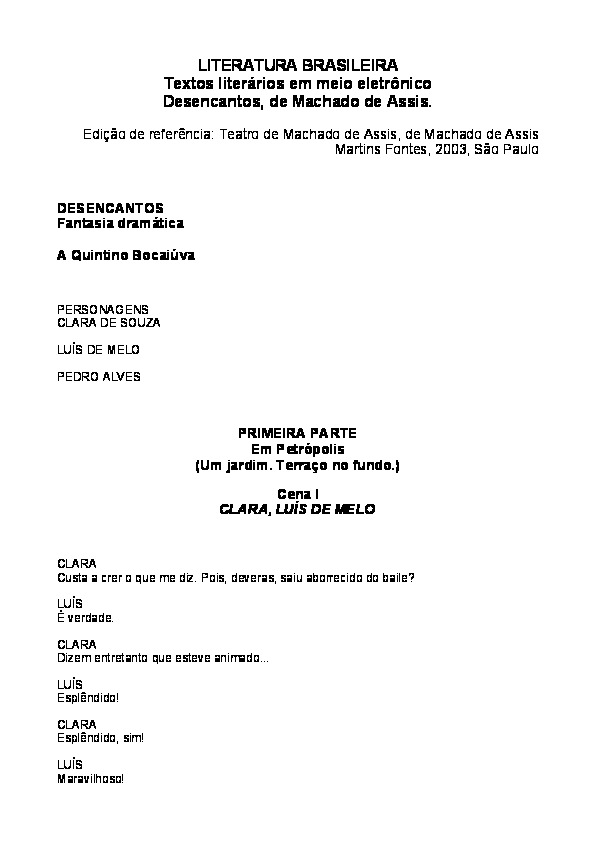 LITERATURA BRASILEIRA
Textos literários em meio eletrônico
Desencantos, de Machado de Assis.
Edição de referência: Teatro de Machado de Assis, de Machado de Assis
Martins Fontes, 2003, São Paulo
DESENCANTOS
Fantasia dramática
A Quintino Bocaiúva
PERSONAGENS
CLARA DE SOUZA
LUÍS DE MELO
PEDRO ALVES
PRIMEIRA PARTE
Em Petrópolis
(Um jardim. Terraço no fundo.)
Cena I
CLARA, LUÍS DE MELO
CLARA
Custa a crer o que me diz. Pois, deveras, saiu aborrecido do baile?
LUÍS
É verdade.
CLARA
Dizem entretanto que esteve animado...
LUÍS
Esplêndido!
CLARA
Esplêndido, sim!
LUÍS
Maravilhoso!